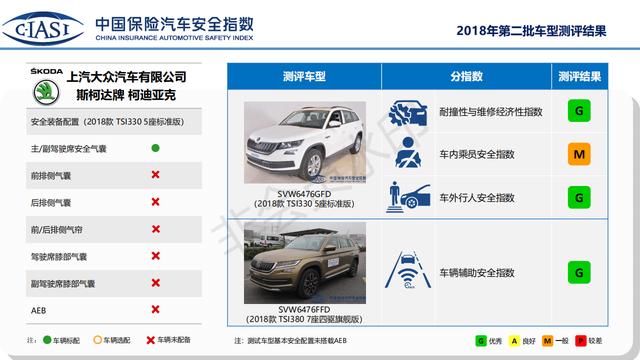 C-IASI
中国保险汽车安全指数
CHINA INSURANCE AUTOMOTIVE SAFETY INDEX
2018年第二批车型测评结果
ŠKODA
上汽大众汽车有限公司
斯柯达牌 柯迪亚克
安全装备配置（2018款 TSI330 5座标准版）
主/副驾驶席安全气囊
前排侧气囊
后排侧气囊
前/后排侧气帘
驾驶席膝部气囊
副驾驶席膝部气囊
AEB
注： 车辆标配 车辆选配 车辆未配备
测评车型 分指数 测评结果
中国保险汽车安全指数
SVW6476GFD
（2018款 TSI330 5座标准版）
SVW6476FFD
（2018款 TSI380 7座四驱旗舰版）
耐撞性与维修经济性指数 G
车内乘员安全指数 M
车外行人安全指数 G
车辆辅助安全指数 G
注：测试车型基本安全配置未搭载AEB
G 优秀 A 良好 M 一般 P 较差